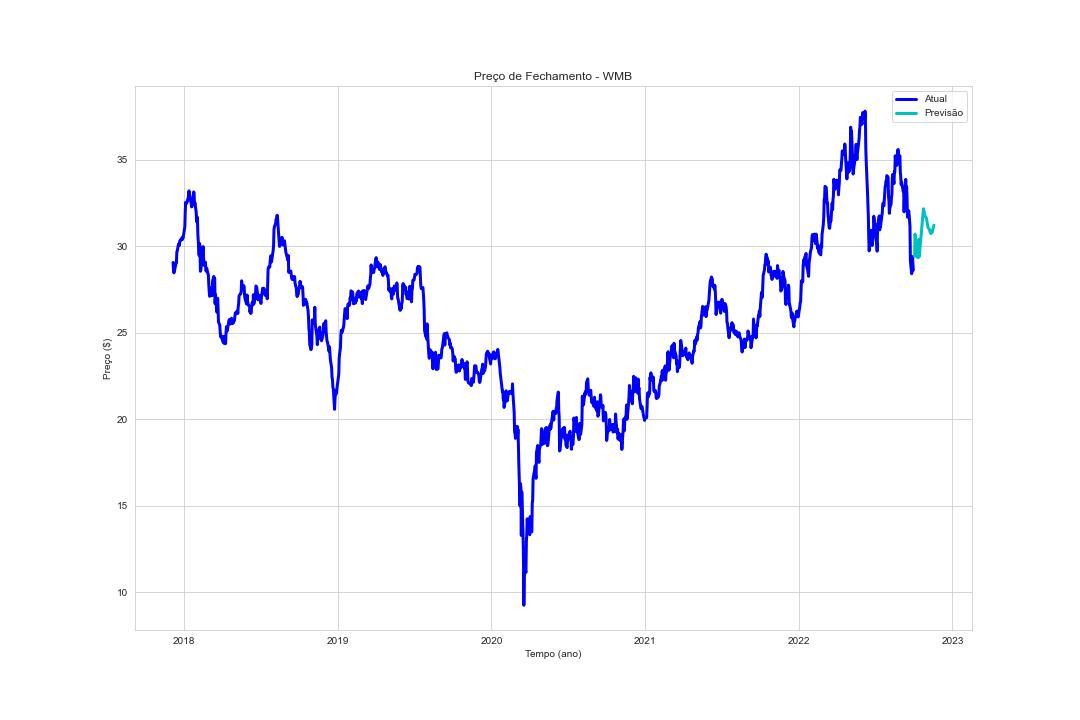 Preço de Fechamento - WMB
Atual
Previsão
35
30
25
20
15
10
Preço ($)
2018 2019 2020 2021 2022 2023
Tempo (ano)